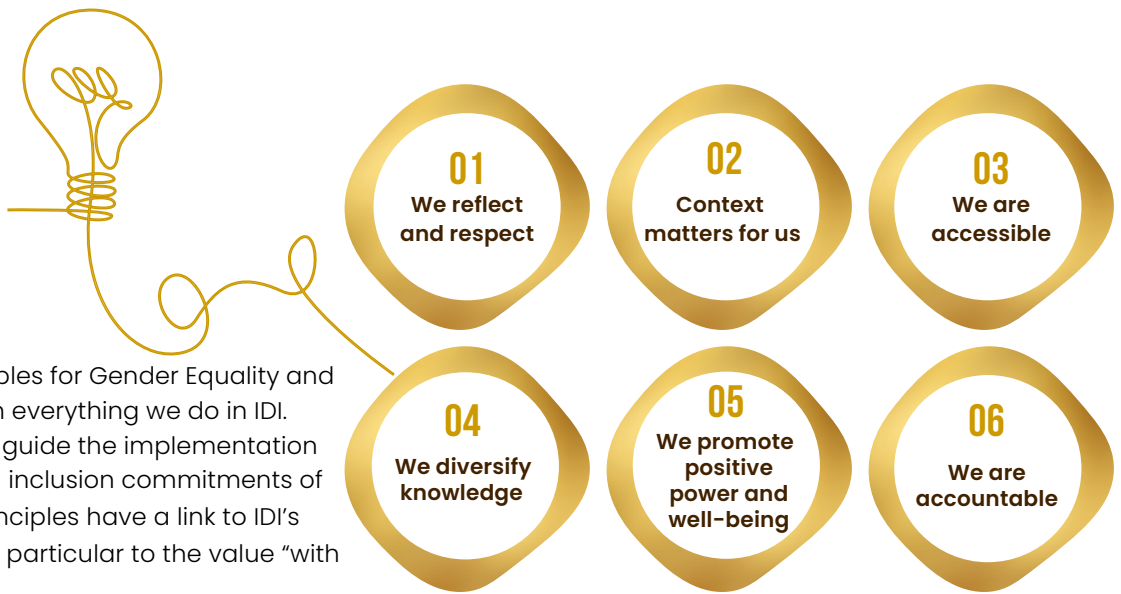 01
We reflect
and respect
02
Context
matters for us
03
We are
accessible
ples for Gender Equality and
everything we do in IDI.
guide the implementation
inclusion commitments of
nciples have a link to IDI's
particular to the value “with
04
We diversify
knowledge
05
We promote
positive
power and
well-being
06
We are
accountable